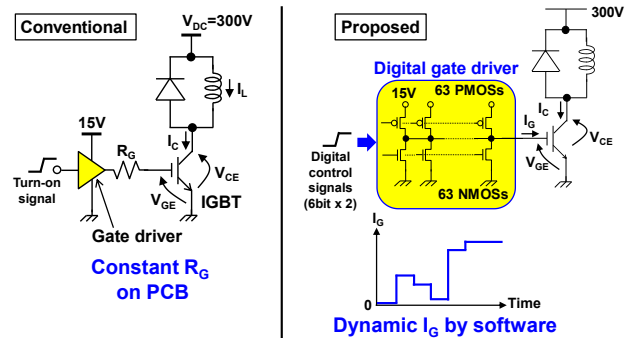 Conventional
V_DC=300V
I_L
15V
I_C
R_G
V_CE
Turn-on
signal
V_GE
IGBT
Gate driver
Constant R_G
on PCB
Proposed
300V
Digital gate driver
63 PMOSs
15V
I_C
I_G
V_CE
Digital
control
signals
(6bit x 2)
V_GE
63 NMOSs
I_G
0
Time
Dynamic I_G by software